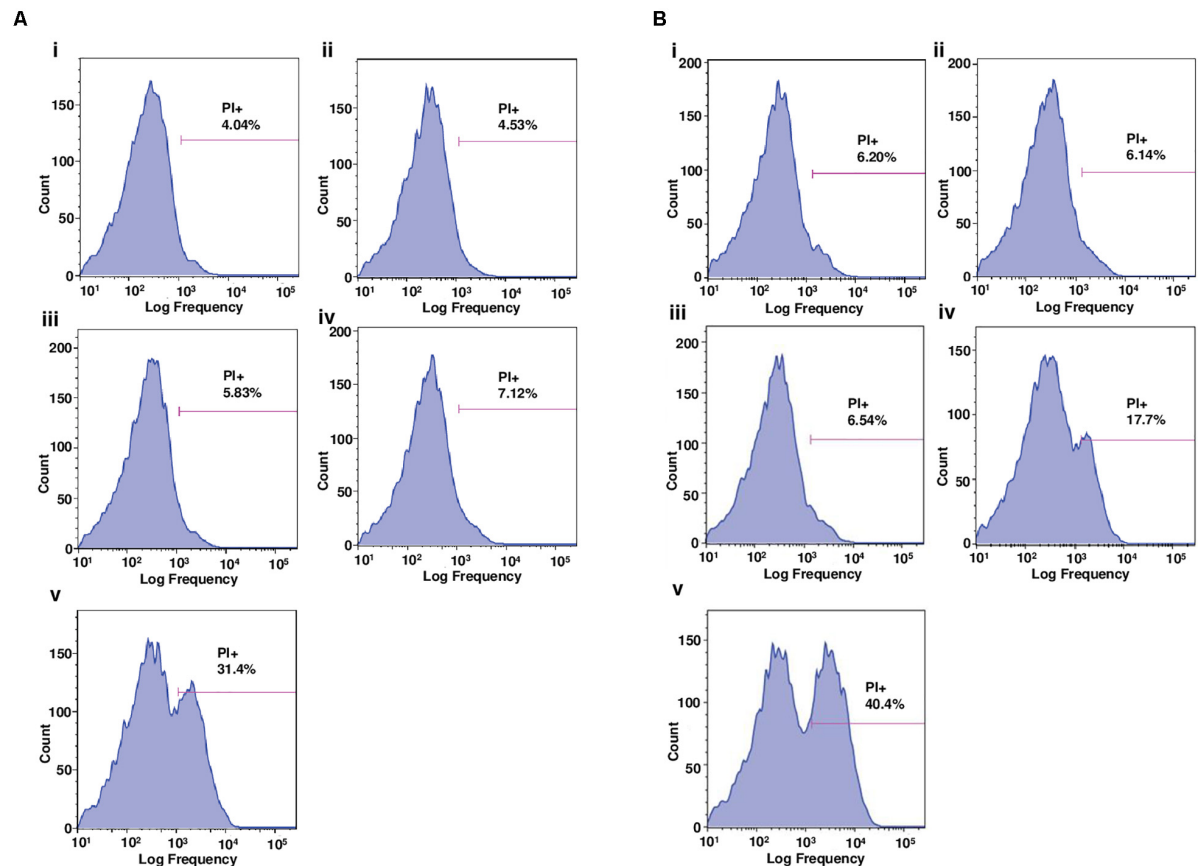 A
B
i
PI+
4.04%
150
100
50
0
Count
10¹ 10² 10³ 10⁴ 10⁵
Log Frequency
ii
PI+
4.53%
150
100
50
0
Count
10¹ 10² 10³ 10⁴ 10⁵
Log Frequency
iii
PI+
5.83%
200
150
100
50
0
Count
10¹ 10² 10³ 10⁴ 10⁵
Log Frequency
iv
PI+
7.12%
200
150
100
50
0
Count
10¹ 10² 10³ 10⁴ 10⁵
Log Frequency
v
PI+
31.4%
150
100
50
0
Count
10¹ 10² 10³ 10⁴ 10⁵
Log Frequency
i
PI+
6.20%
200
150
100
50
0
Count
10¹ 10² 10³ 10⁴ 10⁵
Log Frequency
ii
PI+
6.14%
200
150
100
50
0
Count
10¹ 10² 10³ 10⁴ 10⁵
Log Frequency
iii
PI+
6.54%
200
150
100
50
0
Count
10¹ 10² 10³ 10⁴ 10⁵
Log Frequency
iv
PI+
17.7%
150
100
50
0
Count
10¹ 10² 10³ 10⁴ 10⁵
Log Frequency
v
PI+
40.4%
150
100
50
0
Count
10¹ 10² 10³ 10⁴ 10⁵
Log Frequency